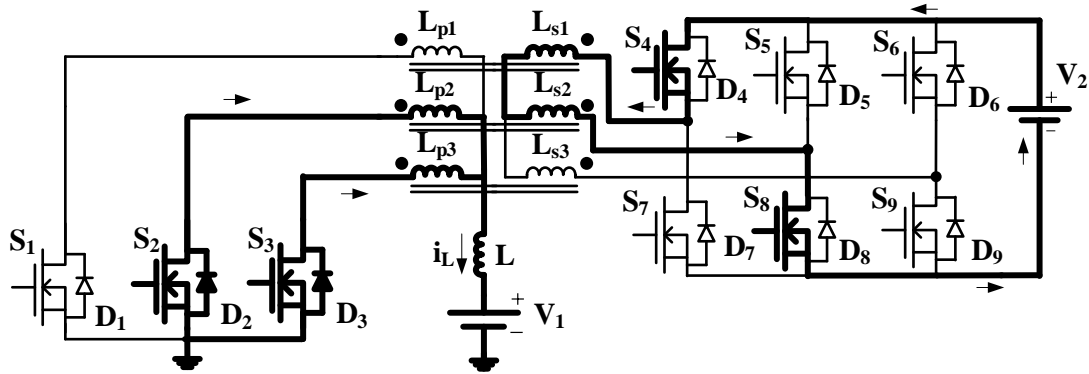 Lp1 Ls1 S4 S5 S6
D4 D5 D6 V2
+
−
Lp2 Ls2
Lp3 Ls3
S7 S8 S9
D7 D8 D9
S1 S2 S3 iL L
+
−
V1
D1 D2 D3